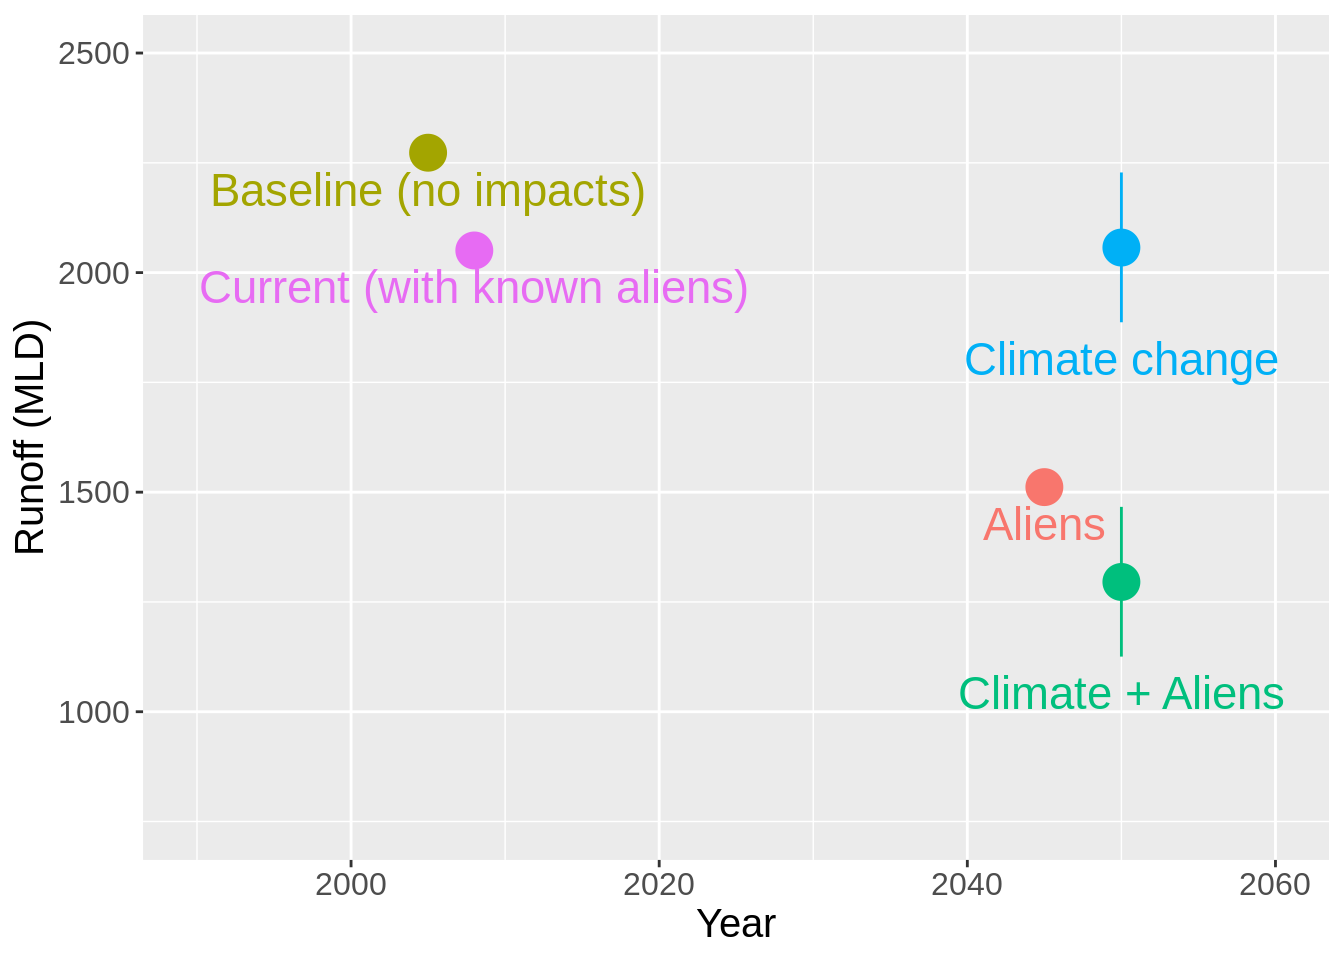 2500
Baseline (no impacts)
2000
Current (with known aliens)
Climate change
1500
Aliens
Climate + Aliens
1000
Runoff (MLD)
2000 2020 2040 2060
Year